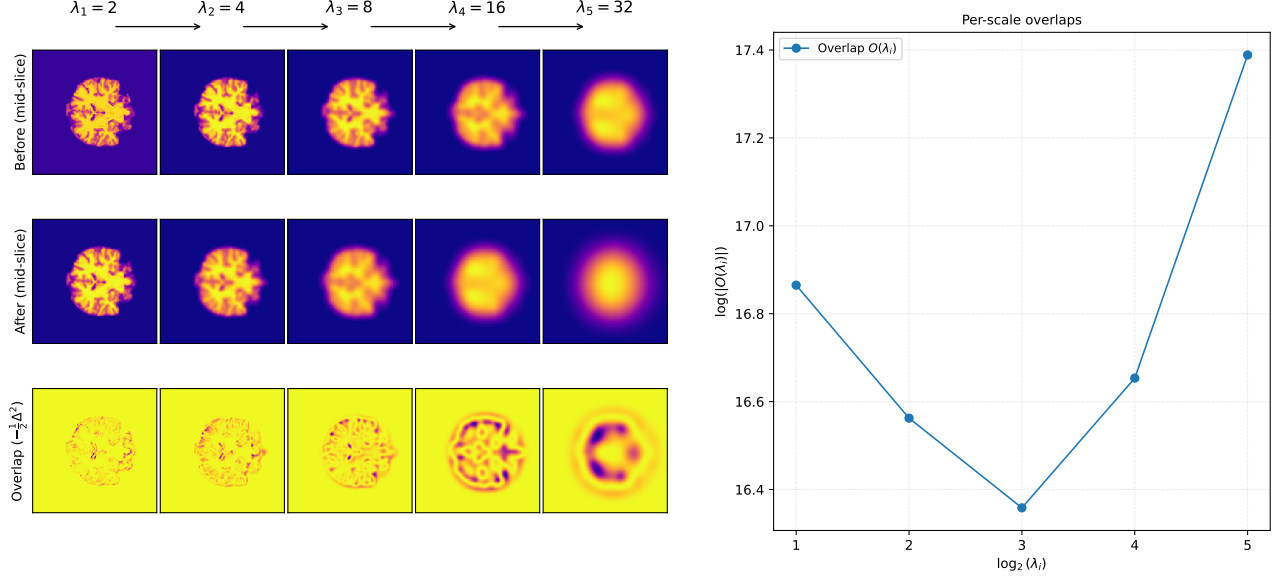 λ₁ = 2 λ₂ = 4 λ₃ = 8 λ₄ = 16 λ₅ = 32
Before (mid-slice)
After (mid-slice)
Overlap (−½Δ²)
Per-scale overlaps
Overlap O(λᵢ)
log(|O(λᵢ)|)
17.4
17.2
17.0
16.8
16.6
16.4
1 2 3 4 5
log₂(λᵢ)